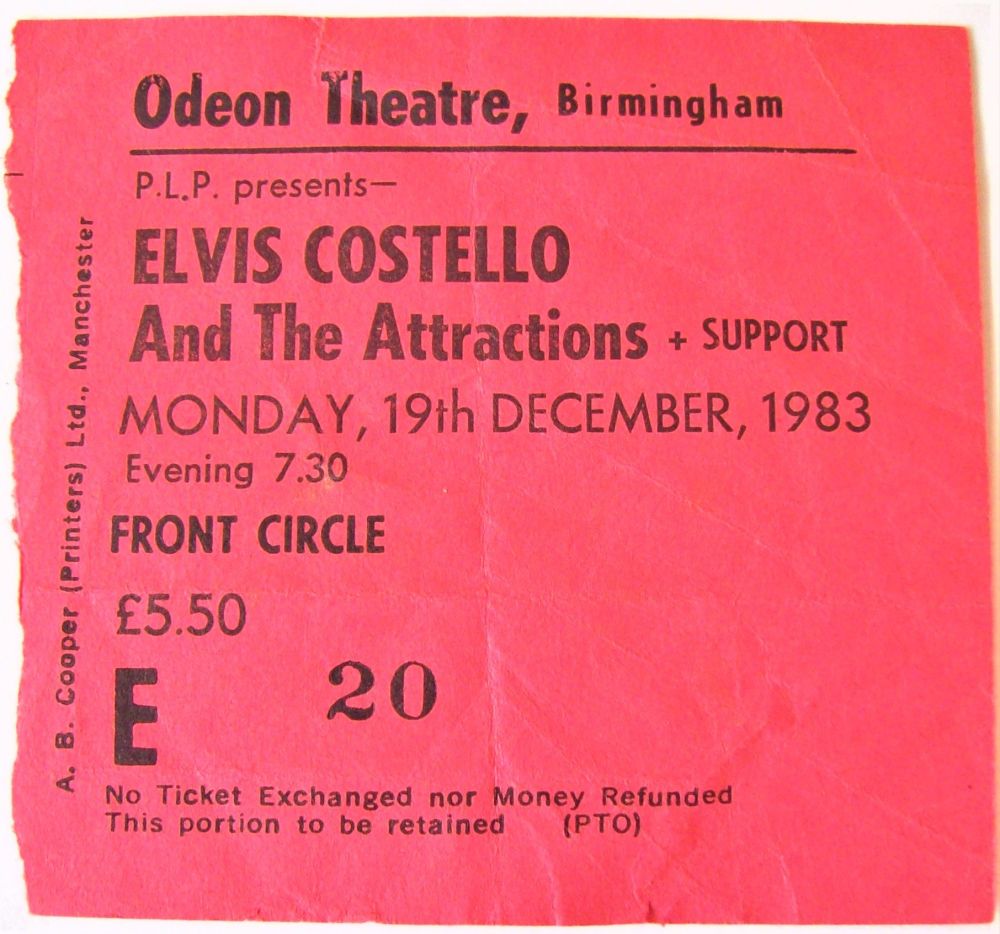 Odeon Theatre, Birmingham
P.L.P. presents—
ELVIS COSTELLO
And The Attractions + SUPPORT
MONDAY, 19th DECEMBER, 1983
Evening 7.30
FRONT CIRCLE
£5.50
E 20
No Ticket Exchanged nor Money Refunded
This portion to be retained (PTO)
A. B. Cooper (Printers) Ltd., Manchester